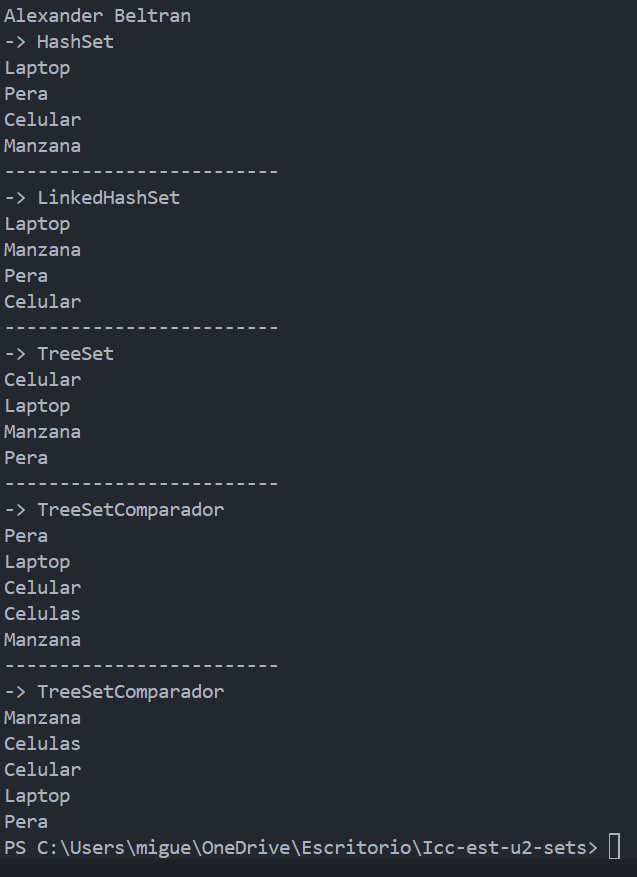 Alexander Beltran
-> HashSet
Laptop
Pera
Celular
Manzana
-------------------------
-> LinkedHashSet
Laptop
Manzana
Pera
Celular
-------------------------
-> TreeSet
Celular
Laptop
Manzana
Pera
-------------------------
-> TreeSetComparador
Pera
Laptop
Celular
Celulas
Manzana
-------------------------
-> TreeSetComparador
Manzana
Celulas
Celular
Laptop
Pera
PS C:\Users\migue\OneDrive\Escritorio\Icc-est-u2-sets>